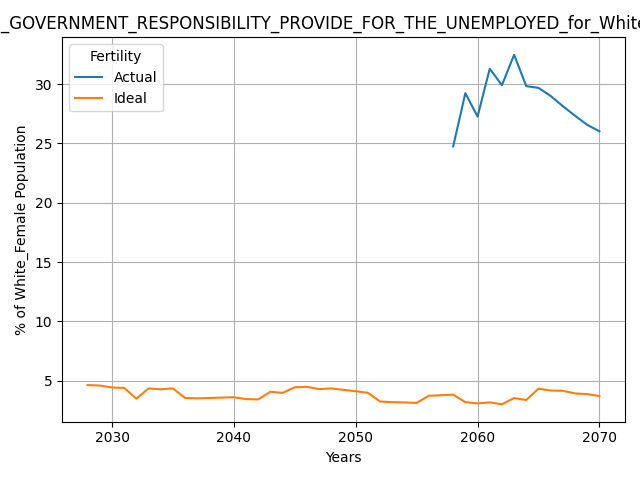 _GOVERNMENT_RESPONSIBILITY_PROVIDE_FOR_THE_UNEMPLOYED_for_White
Fertility
Actual
Ideal
% of White_Female Population
30
25
20
15
10
5
2030 2040 2050 2060 2070
Years